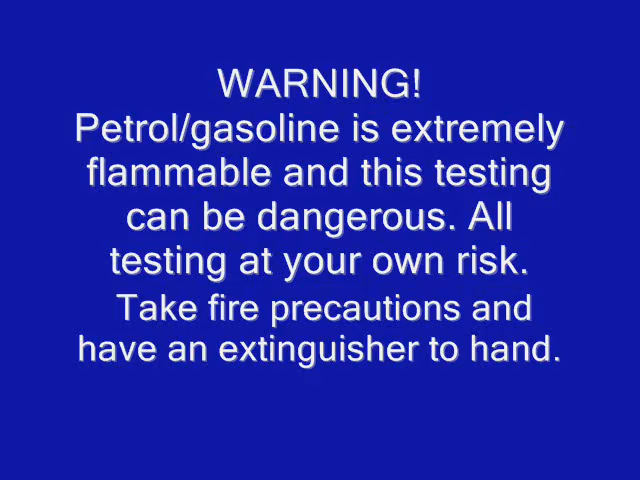 WARNING!
Petrol/gasoline is extremely
flammable and this testing
can be dangerous. All
testing at your own risk.
Take fire precautions and
have an extinguisher to hand.